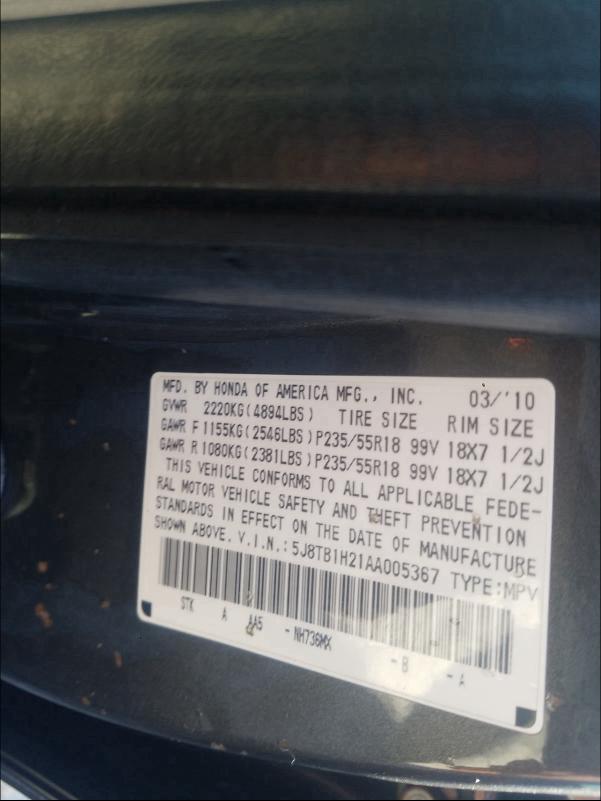 MFD. BY HONDA OF AMERICA MFG., INC. 03/'10
GVWR 2220KG(4894LBS) TIRE SIZE RIM SIZE
GAWR F1155KG(2546LBS)P235/55R18 99V 18X7 1/2J
GAWR R1080KG(2381LBS)P235/55R18 99V 18X7 1/2J
THIS VEHICLE CONFORMS TO ALL APPLICABLE FEDE-
RAL MOTOR VEHICLE SAFETY AND THEFT PREVENTION
STANDARDS IN EFFECT ON THE DATE OF MANUFACTURE
SHOWN ABOVE. V.I.N.:5J8TB1H21AA005367 TYPE:MPV
STK A AA5 -NH736MX -B -A